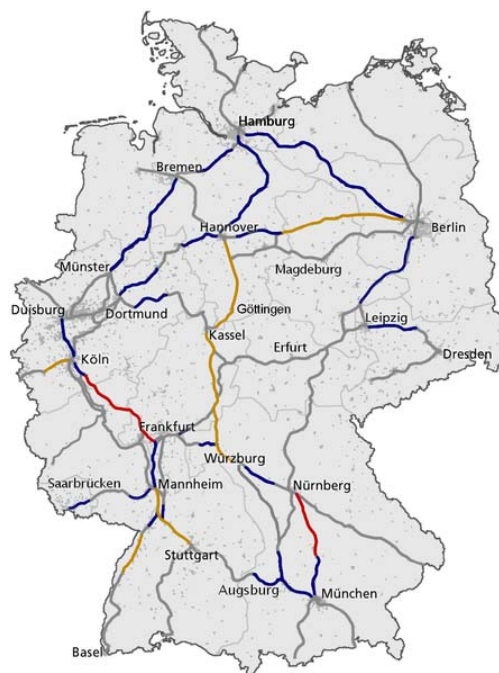 Hamburg
Bremen
Hannover
Berlin
Münster
Magdeburg
Duisburg
Dortmund
Göttingen
Leipzig
Kassel
Köln
Erfurt
Dresden
Frankfurt
Würzburg
Saarbrücken
Mannheim
Nürnberg
Stuttgart
Augsburg
München
Basel